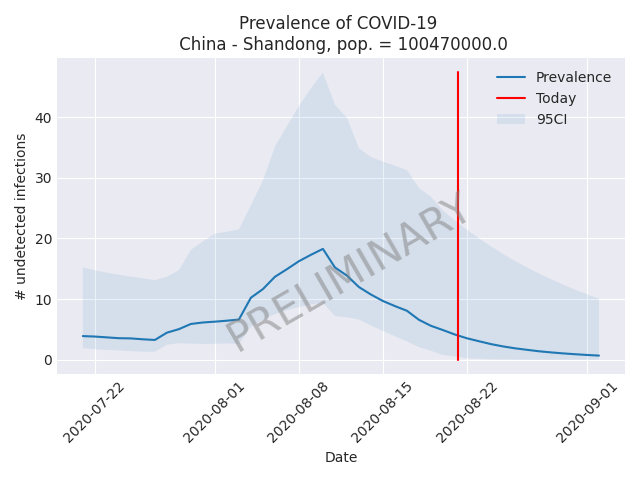 Prevalence of COVID-19
China - Shandong, pop. = 100470000.0
Prevalence
Today
95CI
# undetected infections
40
30
20
10
0
PRELIMINARY
2020-07-22
2020-08-01
2020-08-08
2020-08-15
2020-08-22
2020-09-01
Date